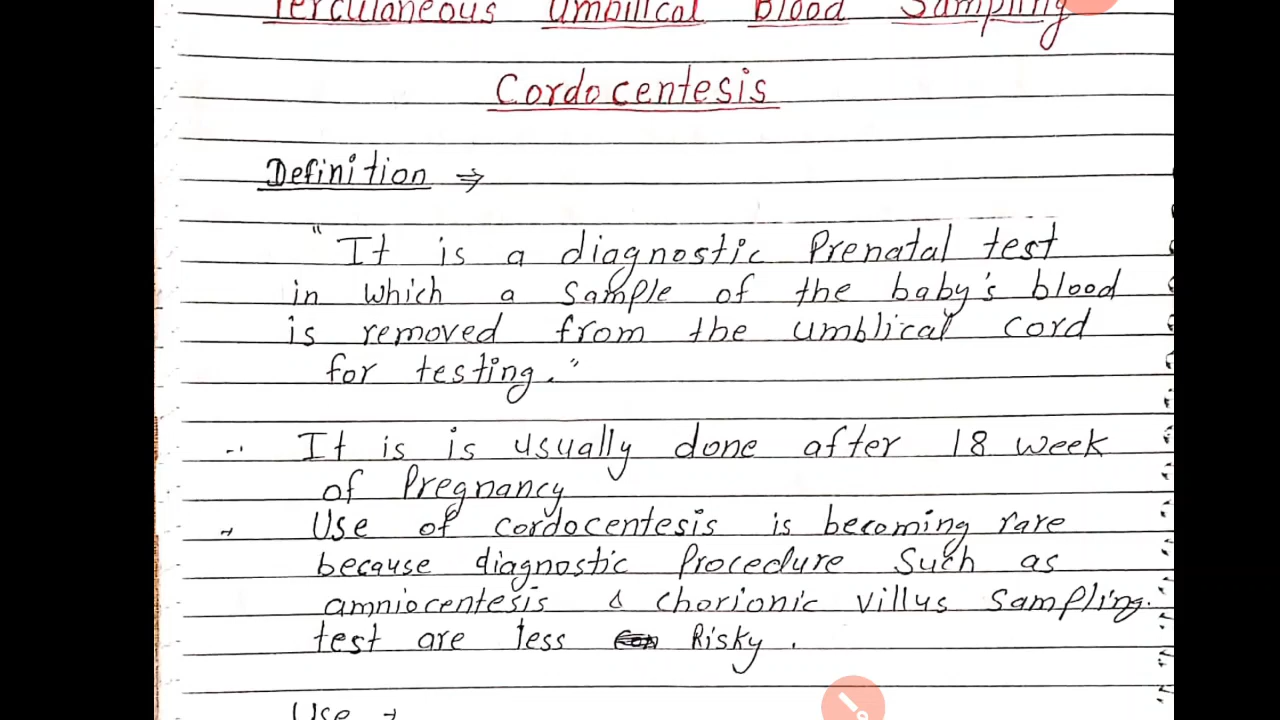 Percutaneous Umbilical Blood Sampling
Cordocentesis
Definition ⇒
"It is a diagnostic Prenatal test
in which a sample of the baby's blood
is removed from the umblical cord
for testing."
It is is usually done after 18 week
of Pregnancy
→ Use of cordocentesis is becoming rare
because diagnostic Procedure Such as
amniocentesis & chorionic villus sampling.
test are less Risky.
Use →